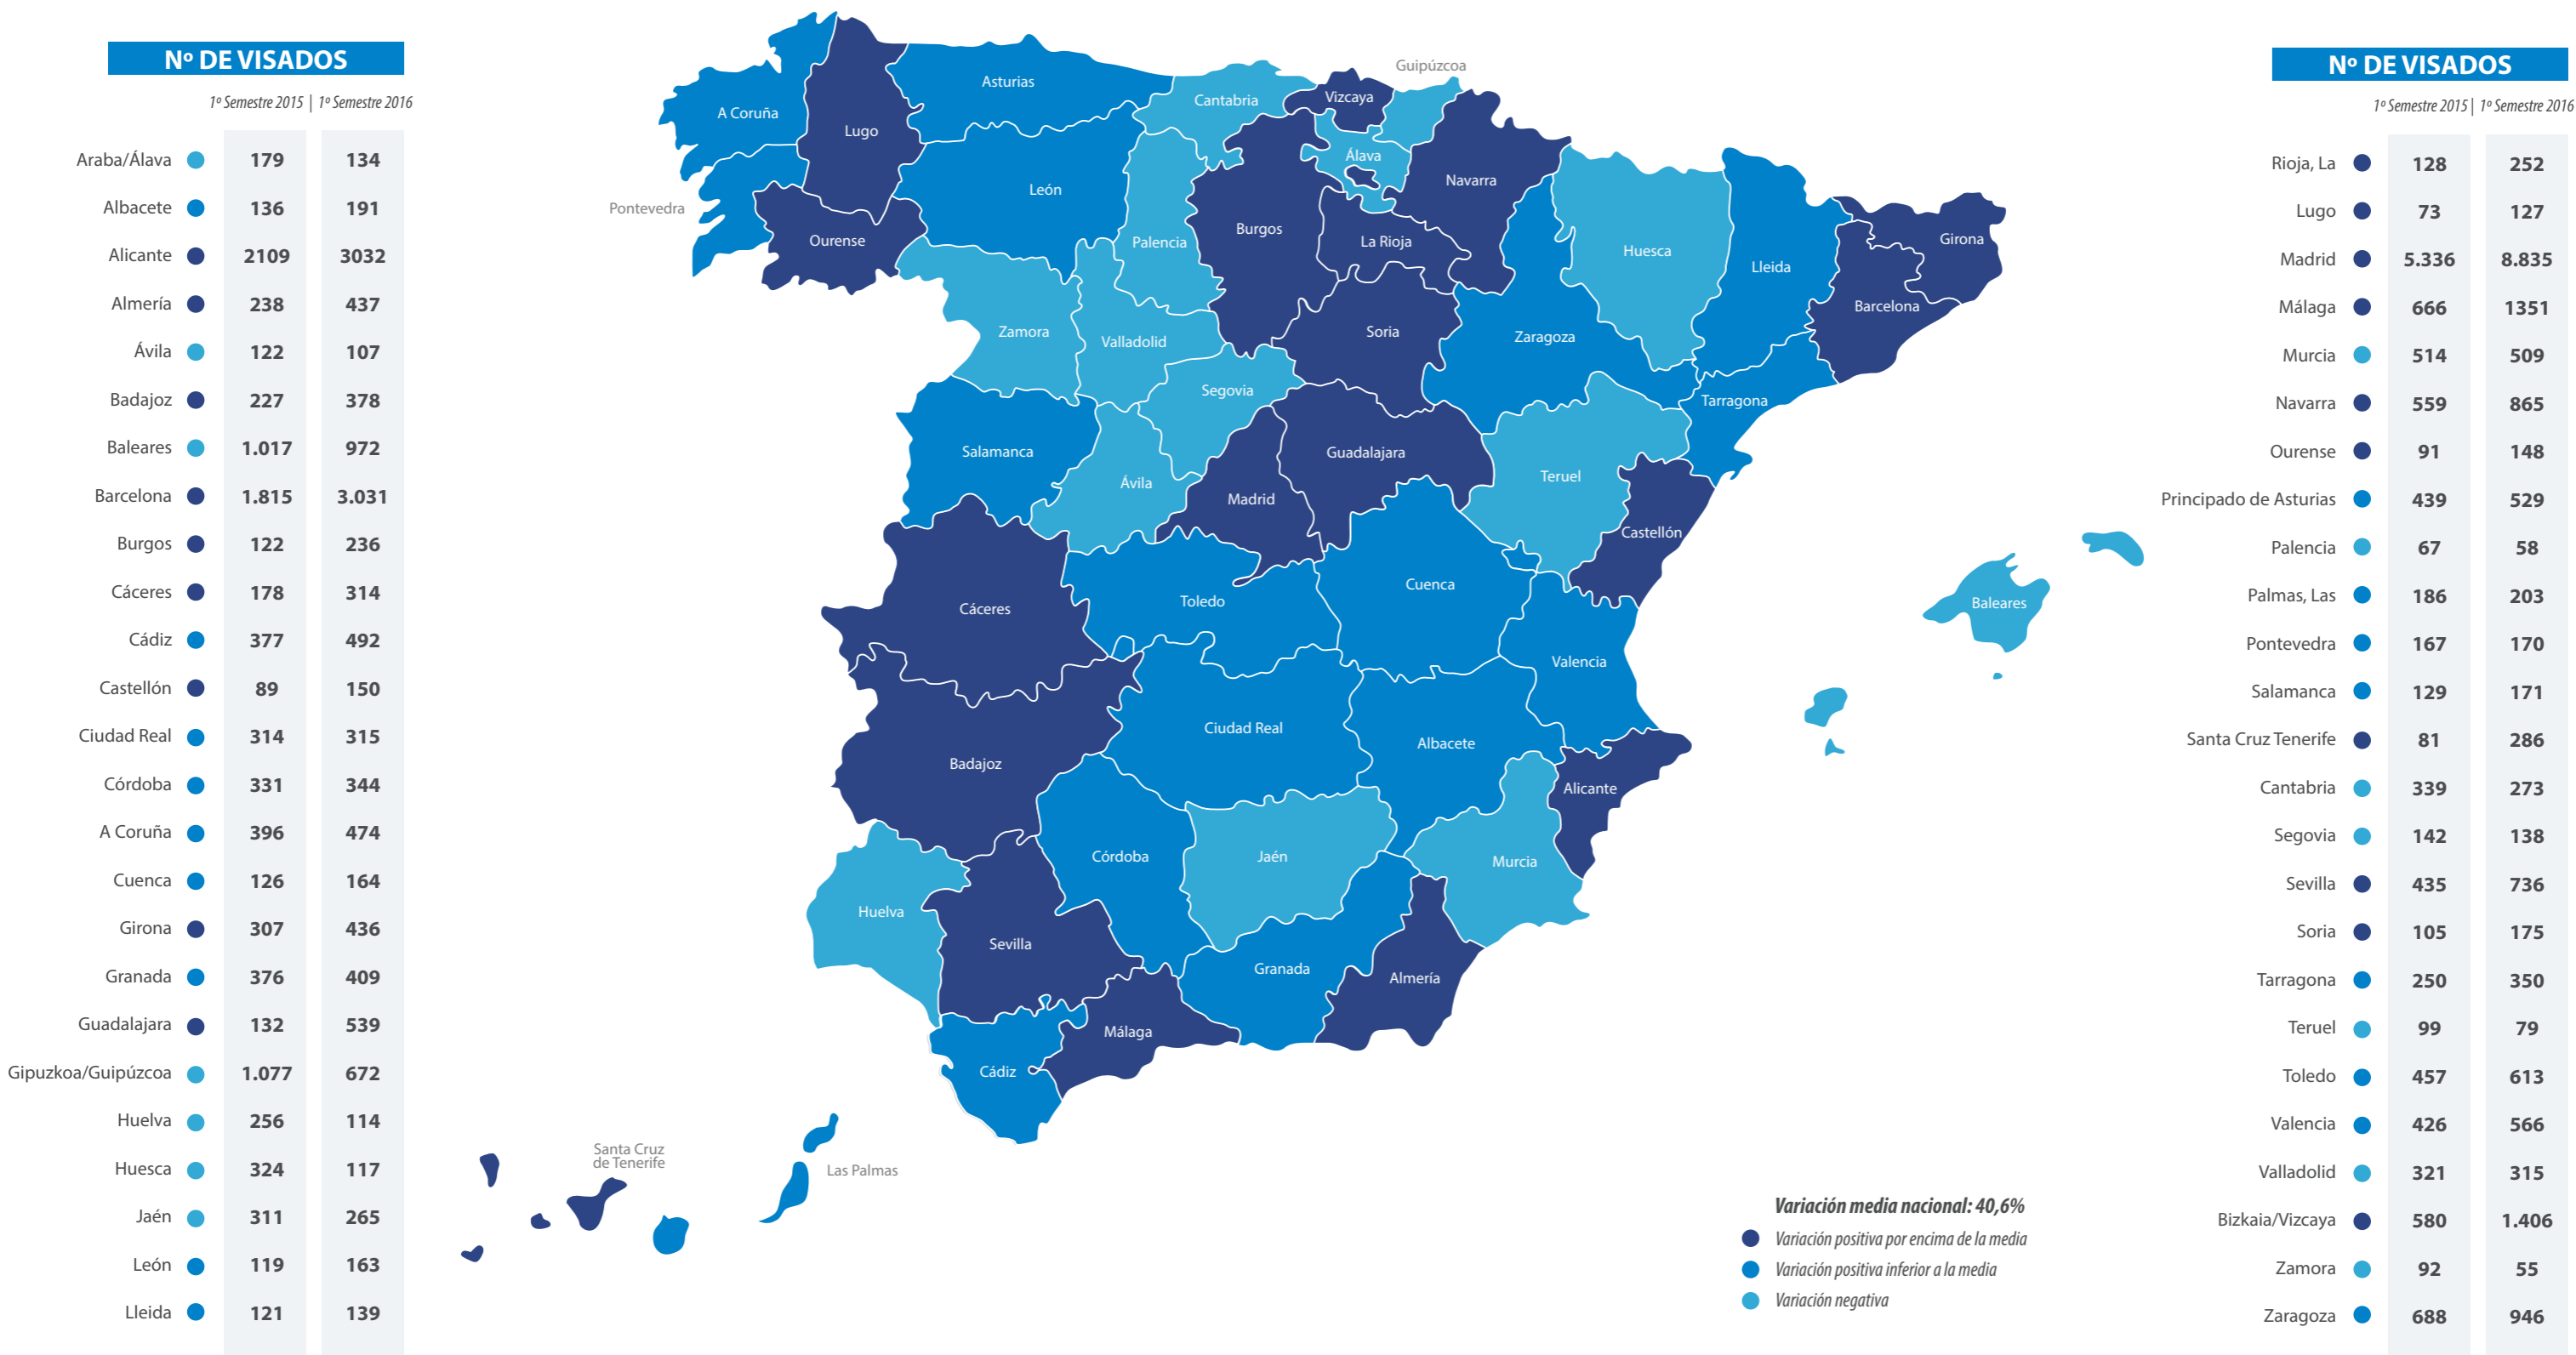 Nº DE VISADOS
1º Semestre 2015 | 1º Semestre 2016
Araba/Álava 179 134
Albacete 136 191
Alicante 2109 3032
Almería 238 437
Ávila 122 107
Badajoz 227 378
Baleares 1.017 972
Barcelona 1.815 3.031
Burgos 122 236
Cáceres 178 314
Cádiz 377 492
Castellón 89 150
Ciudad Real 314 315
Córdoba 331 344
A Coruña 396 474
Cuenca 126 164
Girona 307 436
Granada 376 409
Guadalajara 132 539
Gipuzkoa/Guipúzcoa 1.077 672
Huelva 256 114
Huesca 324 117
Jaén 311 265
León 119 163
Lleida 121 139
Guipúzcoa
Asturias
Cantabria
Vizcaya
A Coruña
Lugo
Álava
León
Navarra
Pontevedra
Ourense
Palencia
Burgos
La Rioja
Huesca
Lleida
Girona
Barcelona
Zamora
Valladolid
Soria
Zaragoza
Segovia
Tarragona
Salamanca
Ávila
Madrid
Guadalajara
Teruel
Castellón
Cáceres
Toledo
Cuenca
Baleares
Valencia
Ciudad Real
Albacete
Badajoz
Alicante
Córdoba
Jaén
Murcia
Huelva
Sevilla
Granada
Almería
Málaga
Cádiz
Santa Cruz
de Tenerife
Las Palmas
Variación media nacional: 40,6%
Variación positiva por encima de la media
Variación positiva inferior a la media
Variación negativa
Nº DE VISADOS
1º Semestre 2015 | 1º Semestre 2016
Rioja, La 128 252
Lugo 73 127
Madrid 5.336 8.835
Málaga 666 1351
Murcia 514 509
Navarra 559 865
Ourense 91 148
Principado de Asturias 439 529
Palencia 67 58
Palmas, Las 186 203
Pontevedra 167 170
Salamanca 129 171
Santa Cruz Tenerife 81 286
Cantabria 339 273
Segovia 142 138
Sevilla 435 736
Soria 105 175
Tarragona 250 350
Teruel 99 79
Toledo 457 613
Valencia 426 566
Valladolid 321 315
Bizkaia/Vizcaya 580 1.406
Zamora 92 55
Zaragoza 688 946